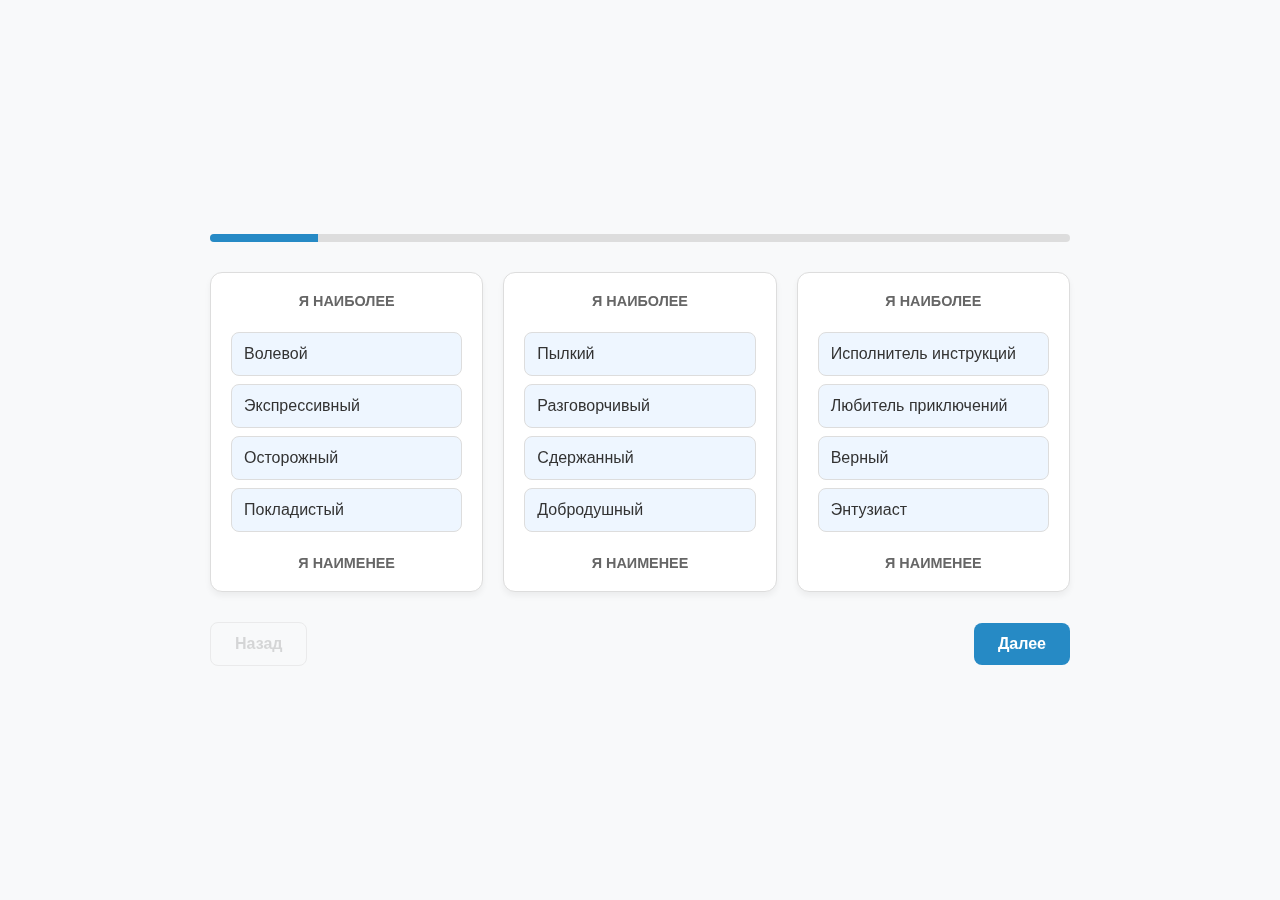 Я НАИБОЛЕЕ
Волевой
Экспрессивный
Осторожный
Покладистый
Я НАИМЕНЕЕ
Я НАИБОЛЕЕ
Пылкий
Разговорчивый
Сдержанный
Добродушный
Я НАИМЕНЕЕ
Я НАИБОЛЕЕ
Исполнитель инструкций
Любитель приключений
Верный
Энтузиаст
Я НАИМЕНЕЕ
Назад
Далее